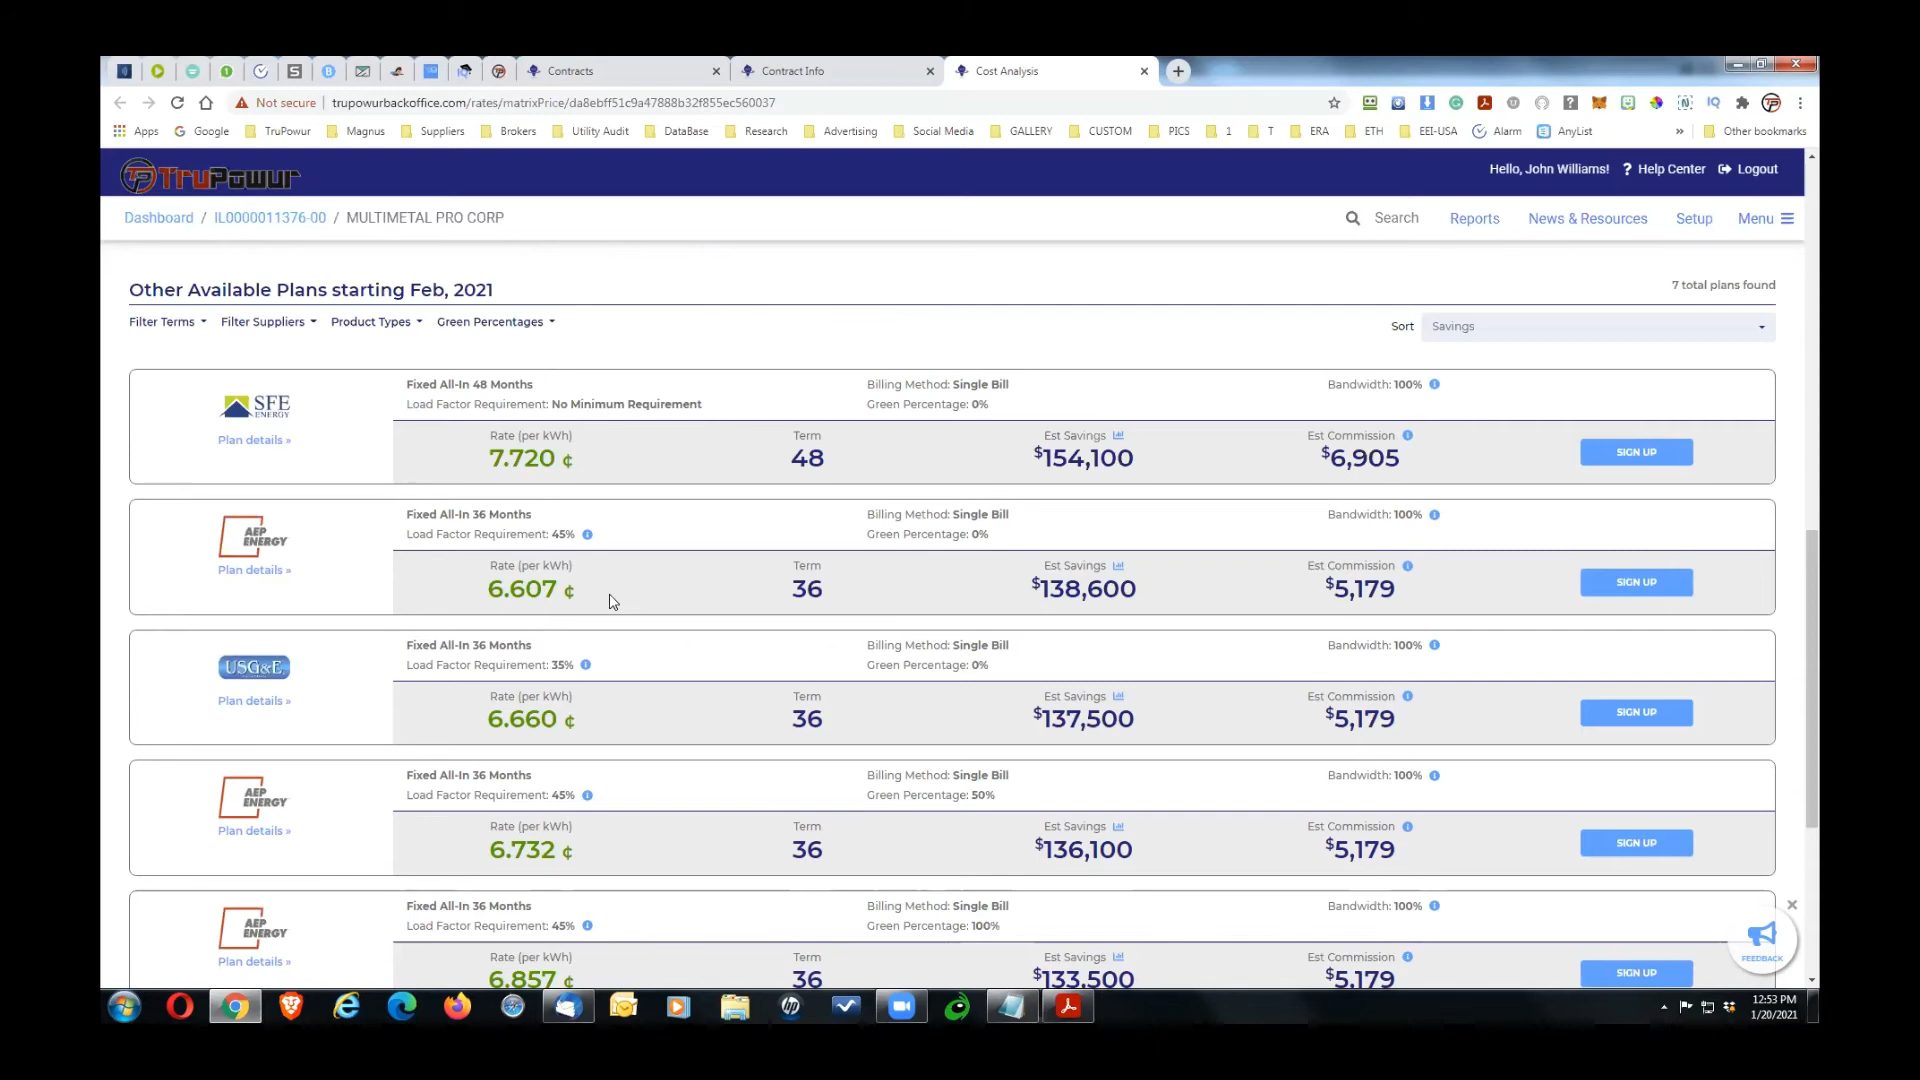 Contracts
Contract Info
Cost Analysis
Not secure trupowurbackoffice.com/rates/matrixPrice/da8ebff51c9a47888b32f855ec560037
Apps Google TruPowur Magnus Suppliers Brokers Utility Audit DataBase Research Advertising Social Media GALLERY CUSTOM PICS 1 T ERA ETH EEI-USA Alarm AnyList » Other bookmarks
TruPowur
Hello, John Williams! ? Help Center Logout
Dashboard / IL0000011376-00 / MULTIMETAL PRO CORP
Search Reports News & Resources Setup Menu
Other Available Plans starting Feb, 2021
7 total plans found
Filter Terms Filter Suppliers Product Types Green Percentages
Sort Savings
SFE ENERGY
Plan details »
Fixed All-In 48 Months Billing Method: Single Bill Bandwidth: 100%
Load Factor Requirement: No Minimum Requirement Green Percentage: 0%
Rate (per kWh) Term Est Savings Est Commission
7.720 ¢ 48 $154,100 $6,905 SIGN UP
AEP ENERGY
Plan details »
Fixed All-In 36 Months Billing Method: Single Bill Bandwidth: 100%
Load Factor Requirement: 45% Green Percentage: 0%
Rate (per kWh) Term Est Savings Est Commission
6.607 ¢ 36 $138,600 $5,179 SIGN UP
USG&E
Plan details »
Fixed All-In 36 Months Billing Method: Single Bill Bandwidth: 100%
Load Factor Requirement: 35% Green Percentage: 0%
Rate (per kWh) Term Est Savings Est Commission
6.660 ¢ 36 $137,500 $5,179 SIGN UP
AEP ENERGY
Plan details »
Fixed All-In 36 Months Billing Method: Single Bill Bandwidth: 100%
Load Factor Requirement: 45% Green Percentage: 50%
Rate (per kWh) Term Est Savings Est Commission
6.732 ¢ 36 $136,100 $5,179 SIGN UP
AEP ENERGY
Plan details »
Fixed All-In 36 Months Billing Method: Single Bill Bandwidth: 100%
Load Factor Requirement: 45% Green Percentage: 100%
Rate (per kWh) Term Est Savings Est Commission
6.857 ¢ 36 $133,500 $5,179 SIGN UP
FEEDBACK
12:53 PM
1/20/2021